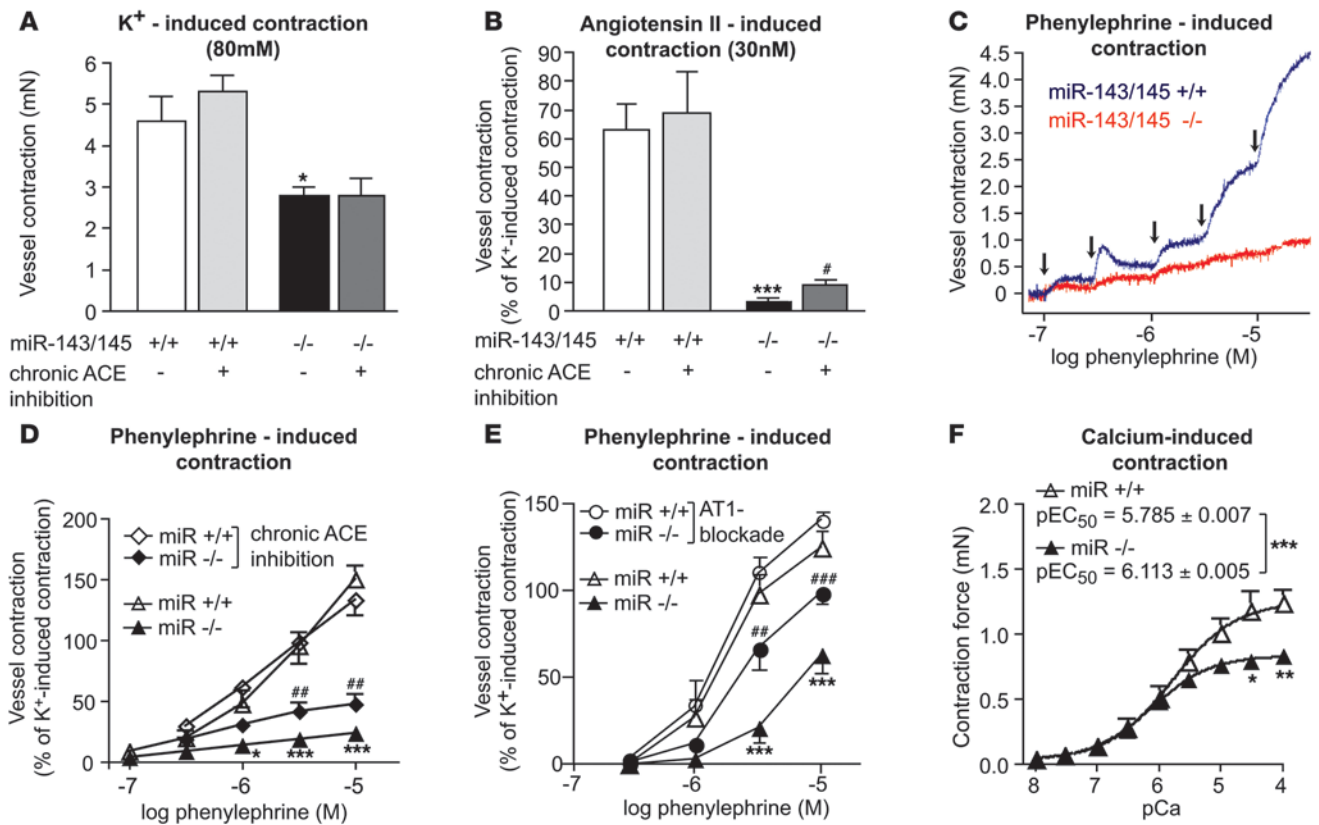 A
K+ - induced contraction
(80mM)
Vessel contraction (mN)
6
5
4
3
2
1
0
*
miR-143/145 +/+ +/+ -/- -/-
chronic ACE - + - +
inhibition
B
Angiotensin II - induced
contraction (30nM)
Vessel contraction
(% of K+-induced contraction)
90
80
70
60
50
40
30
20
10
0
***
#
miR-143/145 +/+ +/+ -/- -/-
chronic ACE - + - +
inhibition
C
Phenylephrine - induced
contraction
Vessel contraction (mN)
4.5
4.0
3.5
3.0
2.5
2.0
1.5
1.0
0.5
0
miR-143/145 +/+
miR-143/145 -/-
-7 -6 -5
log phenylephrine (M)
D
Phenylephrine - induced
contraction
Vessel contraction
(% of K+-induced contraction)
200
150
100
50
0
miR +/+
miR -/-
chronic ACE
inhibition
miR +/+
miR -/-
## ##
* *** ***
-7 -6 -5
log phenylephrine (M)
E
Phenylephrine - induced
contraction
Vessel contraction
(% of K+-induced contraction)
150
100
50
0
miR +/+
miR -/-
AT1-
blockade
miR +/+
miR -/-
###
##
***
***
-7 -6 -5
log phenylephrine (M)
F
Calcium-induced
contraction
Contraction force (mN)
2.0
1.5
1.0
0.5
0.0
miR +/+
pEC50 = 5.785 ± 0.007
miR -/-
pEC50 = 6.113 ± 0.005
***
* **
8 7 6 5 4
pCa